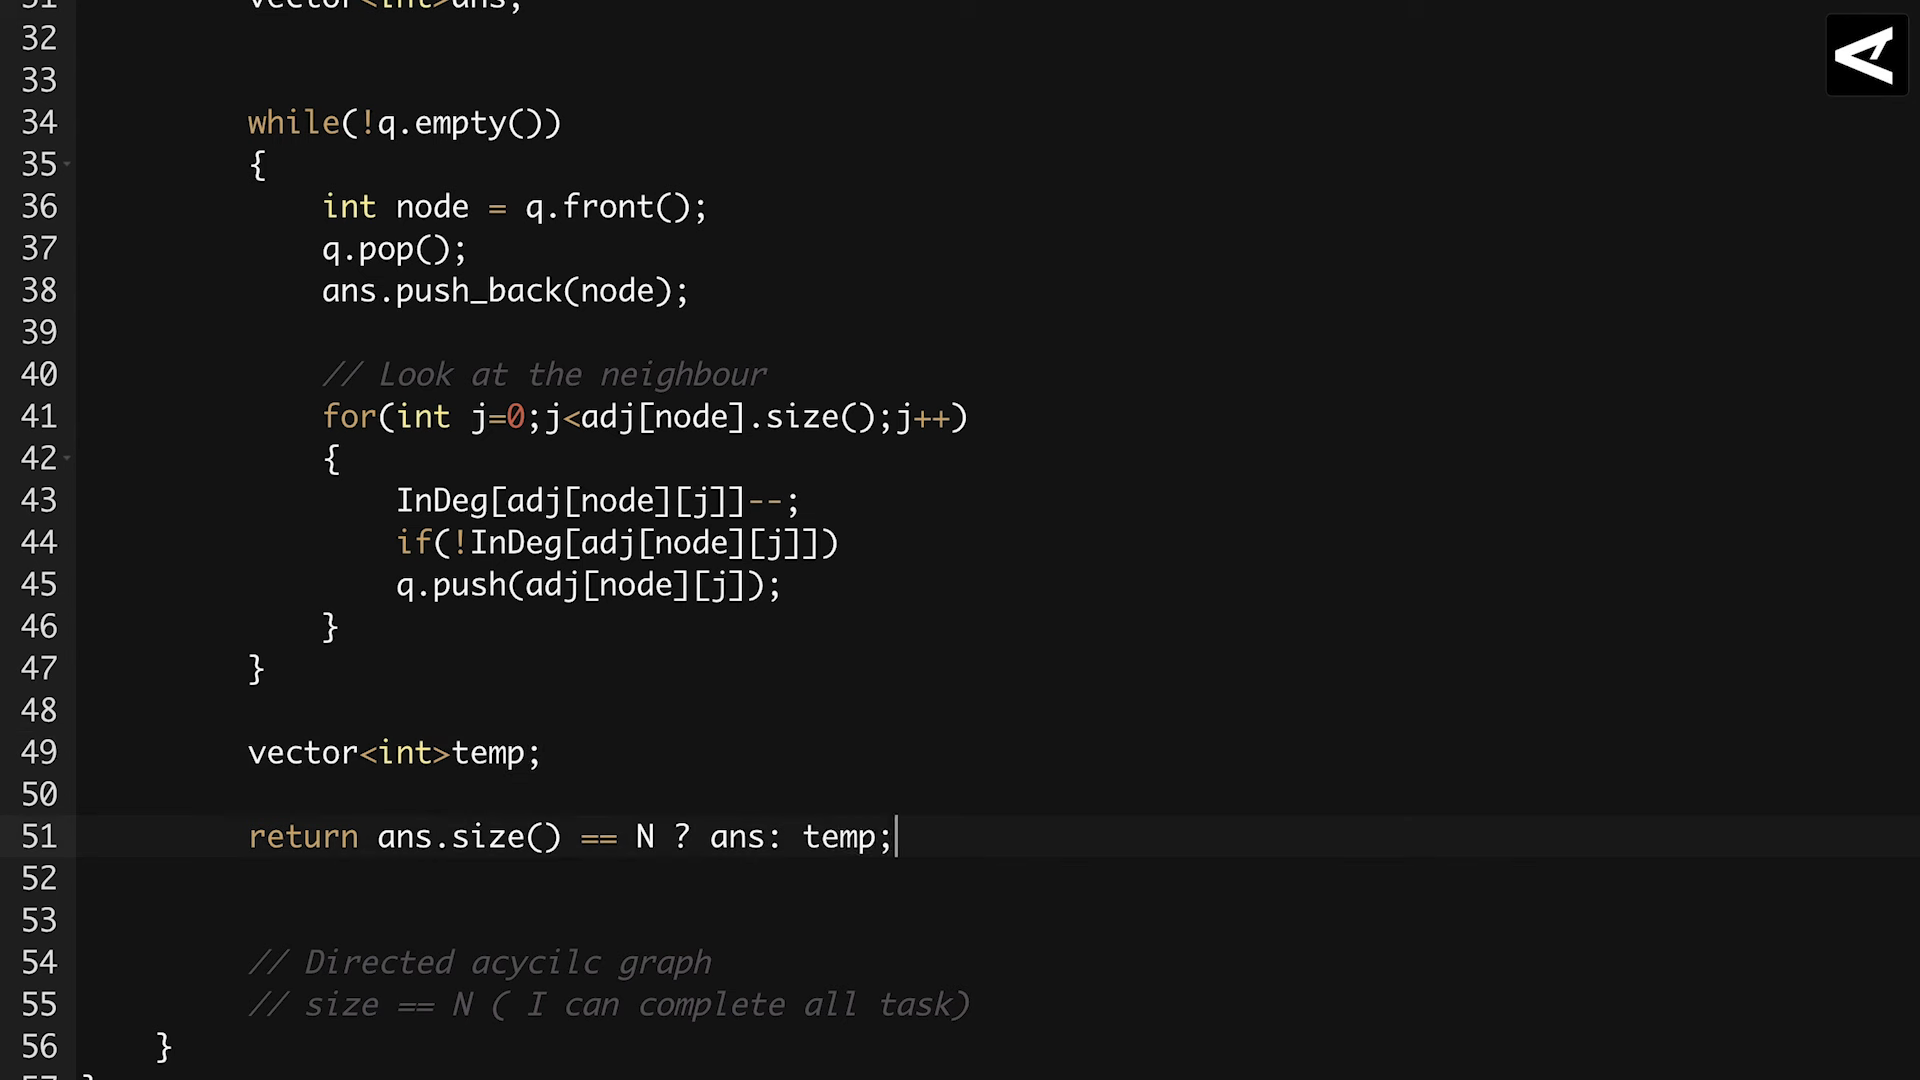 31 vector<int>ans;
32
33
34 while(!q.empty())
35 {
36 int node = q.front();
37 q.pop();
38 ans.push_back(node);
39
40 // Look at the neighbour
41 for(int j=0;j<adj[node].size();j++)
42 {
43 InDeg[adj[node][j]]--;
44 if(!InDeg[adj[node][j]])
45 q.push(adj[node][j]);
46 }
47 }
48
49 vector<int>temp;
50
51 return ans.size() == N ? ans: temp;
52
53
54 // Directed acycilc graph
55 // size == N ( I can complete all task)
56 }
57 }